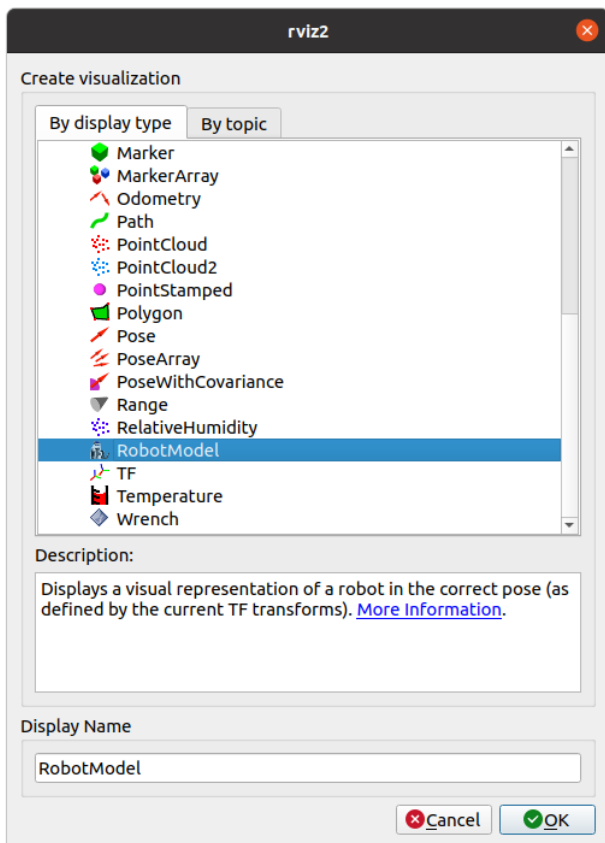 rviz2
Create visualization
By display type
By topic
Marker
MarkerArray
Odometry
Path
PointCloud
PointCloud2
PointStamped
Polygon
Pose
PoseArray
PoseWithCovariance
Range
RelativeHumidity
RobotModel
TF
Temperature
Wrench
Description:
Displays a visual representation of a robot in the correct pose (as
defined by the current TF transforms). More Information.
Display Name
RobotModel
Cancel
OK